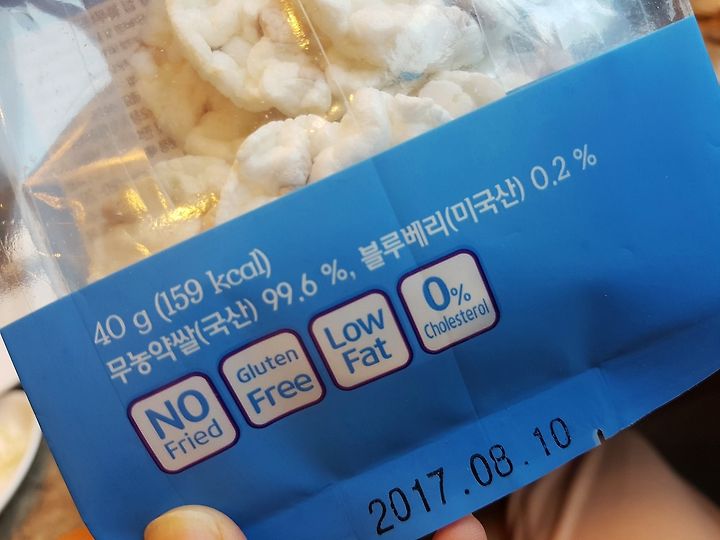 40 g (159 kcal)
무농약쌀(국산) 99.6 %, 블루베리(미국산) 0.2 %
NO
Fried
Gluten
Free
Low
Fat
0%
Cholesterol
2017.08.10